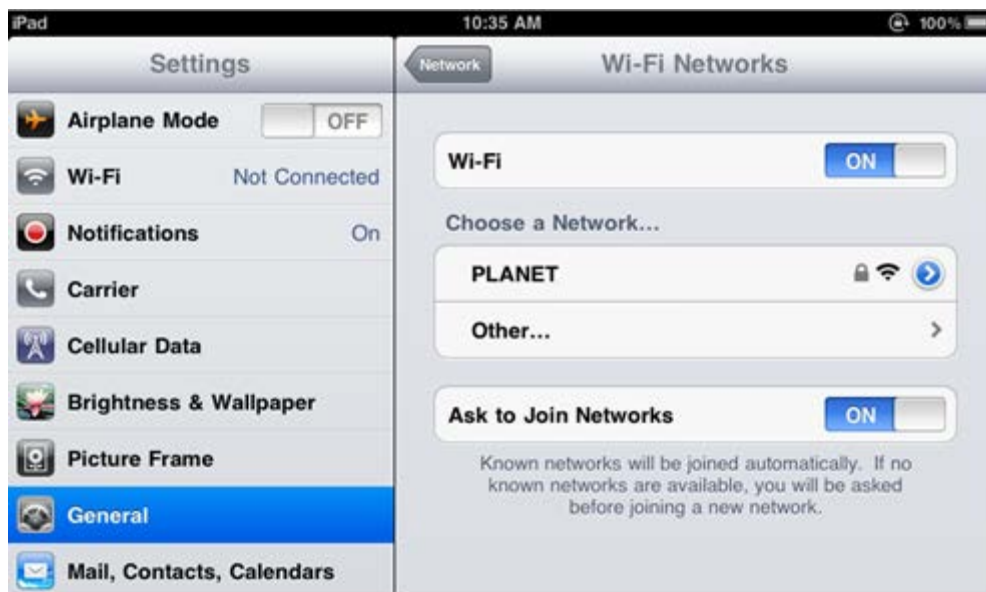 iPad 10:35 AM 100%
Settings
Airplane Mode OFF
Wi-Fi Not Connected
Notifications On
Carrier
Cellular Data
Brightness & Wallpaper
Picture Frame
General
Mail, Contacts, Calendars
Network Wi-Fi Networks
Wi-Fi ON
Choose a Network...
PLANET
Other...
Ask to Join Networks ON
Known networks will be joined automatically. If no
known networks are available, you will be asked
before joining a new network.